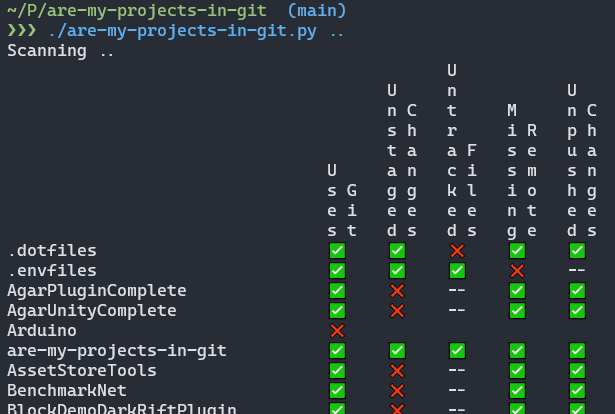 ~/P/are-my-projects-in-git (main)
❯❯❯ ./are-my-projects-in-git.py ..
Scanning ..
Uses Git
Unstaged Changes
Untracked Files
Missing Remote
Unpushed Changes
.dotfiles ✅ ✅ ❌ ✅ ✅
.envfiles ✅ ✅ ✅ ❌ --
AgarPluginComplete ✅ ❌ -- ✅ ✅
AgarUnityComplete ✅ ❌ -- ✅ ✅
Arduino ❌
are-my-projects-in-git ✅ ✅ ✅ ✅ ✅
AssetStoreTools ✅ ❌ -- ✅ ✅
BenchmarkNet ✅ ❌ -- ✅ ✅
BlockDemoDarkRiftPlugin ✅ ❌ -- ✅ ✅